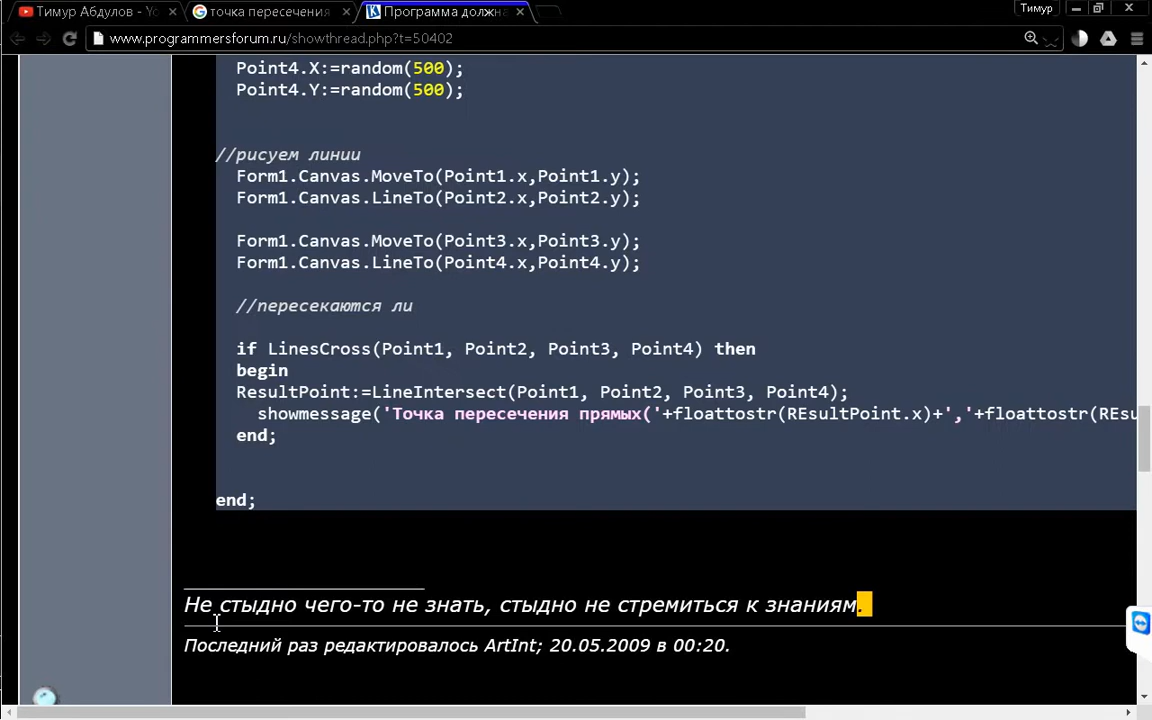 Тимур Абдулов - Yo
точка пересечения
Программа должна
Тимур
www.programmersforum.ru/showthread.php?t=50402
Point4.X:=random(500);
Point4.Y:=random(500);
//рисуем линии
Form1.Canvas.MoveTo(Point1.x,Point1.y);
Form1.Canvas.LineTo(Point2.x,Point2.y);
Form1.Canvas.MoveTo(Point3.x,Point3.y);
Form1.Canvas.LineTo(Point4.x,Point4.y);
//пересекаются ли
if LinesCross(Point1, Point2, Point3, Point4) then
begin
ResultPoint:=LineIntersect(Point1, Point2, Point3, Point4);
showmessage('Точка пересечения прямых('+floattostr(REsultPoint.x)+','+floattostr(REsu
end;
end;
Не стыдно чего-то не знать, стыдно не стремиться к знаниям.
Последний раз редактировалось ArtInt; 20.05.2009 в 00:20.